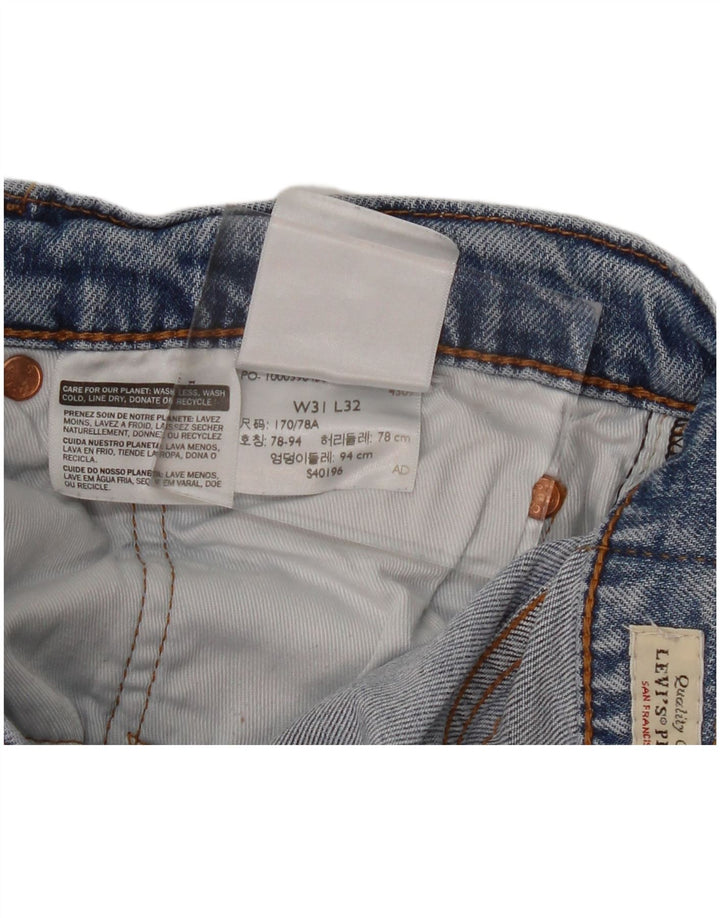 CARE FOR OUR PLANET: WASH LESS, WASH
COLD, LINE DRY, DONATE OR RECYCLE
PRENEZ SOIN DE NOTRE PLANETE: LAVEZ
MOINS, LAVEZ A FROID, LAISSEZ SECHER
NATURELLEMENT, DONNEZ OU RECYCLEZ
CUIDA NUESTRO PLANETA: LAVA MENOS,
LAVA EN FRIO, TIENDE LA ROPA, DONA O
RECICLA.
CUIDE DO NOSSO PLANETA: LAVE MENOS,
LAVE EM ÁGUA FRIA, SEQUE EM VARAL, DOE
OU RECICLE.
W31 L32
尺码: 170/78A
호칭: 78-94 허리둘레: 78 cm
엉덩이둘레: 94 cm
S40196 AD
Quality
LEVI'S®
SAN FRANCIS